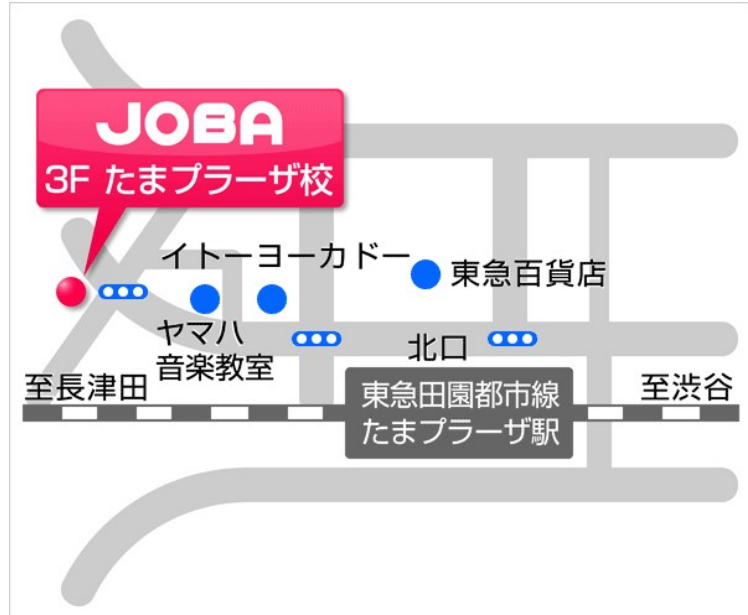 JOBA
3F たまプラーザ校
イトーヨーカドー
東急百貨店
ヤマハ
音楽教室
北口
至長津田
東急田園都市線
たまプラーザ駅
至渋谷